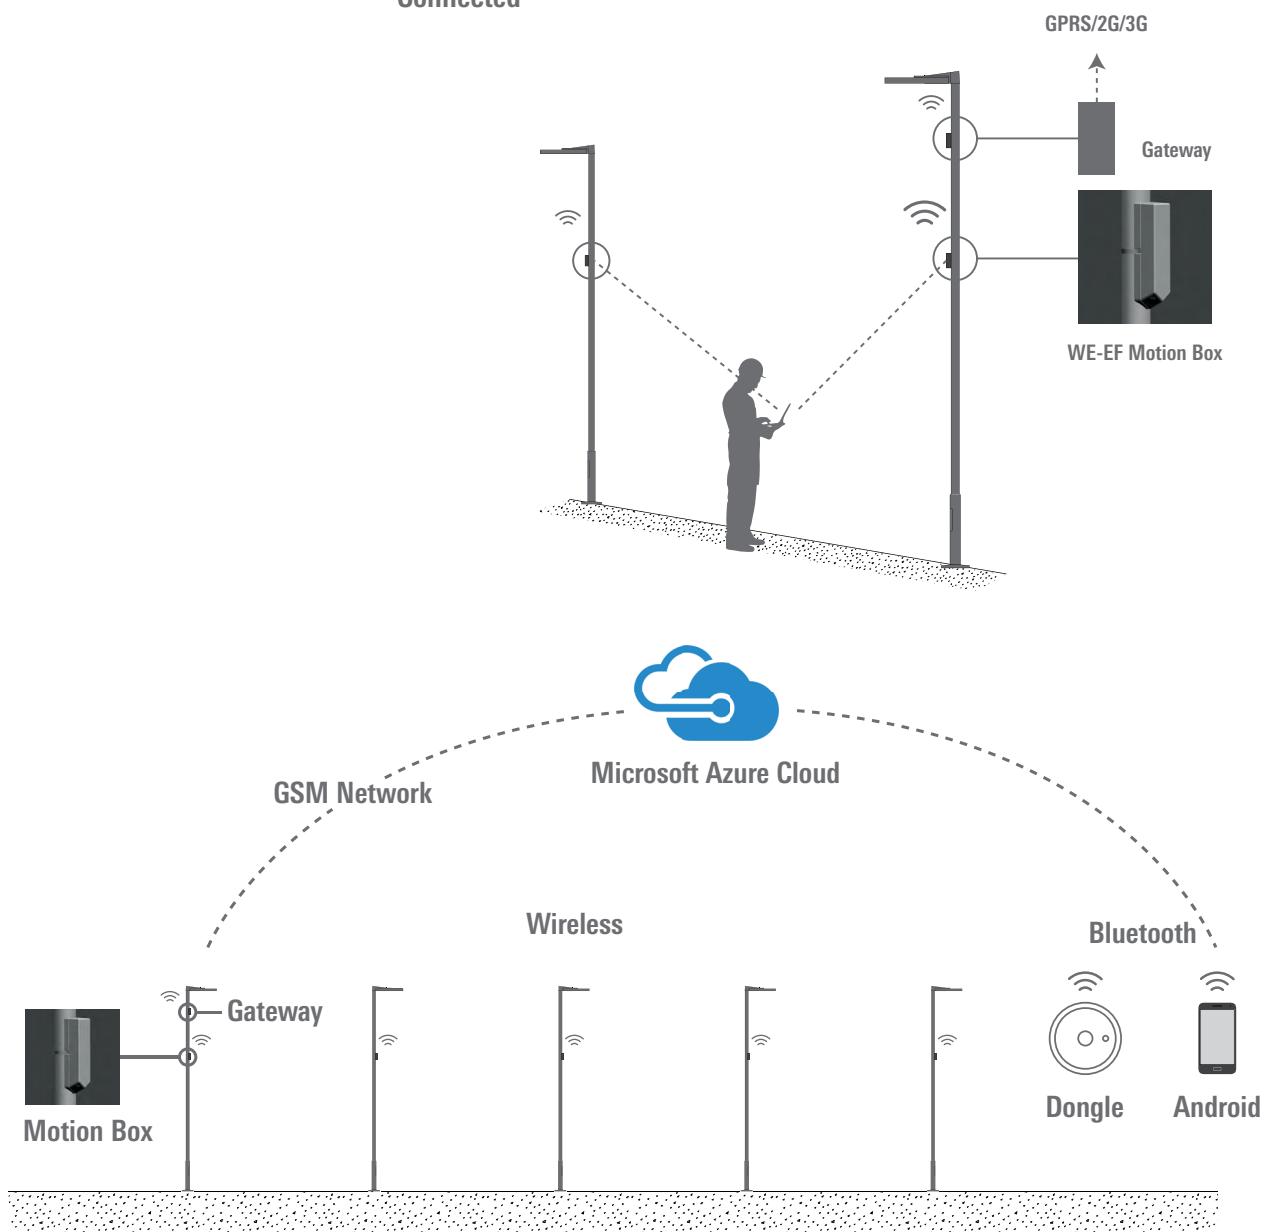 Connected
GPRS/2G/3G
Gateway
WE-EF Motion Box
Microsoft Azure Cloud
GSM Network
Wireless
Bluetooth
Gateway
Dongle
Android
Motion Box